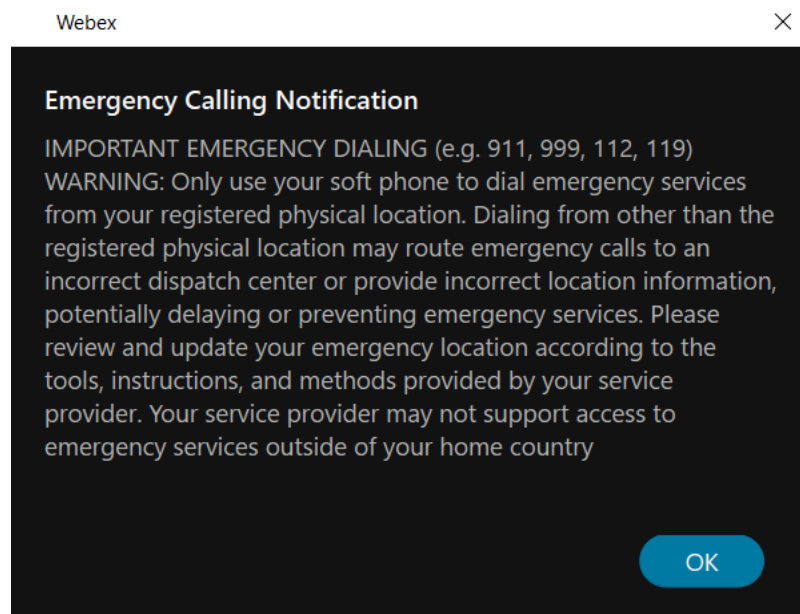 Webex
Emergency Calling Notification
IMPORTANT EMERGENCY DIALING (e.g. 911, 999, 112, 119)
WARNING: Only use your soft phone to dial emergency services
from your registered physical location. Dialing from other than the
registered physical location may route emergency calls to an
incorrect dispatch center or provide incorrect location information,
potentially delaying or preventing emergency services. Please
review and update your emergency location according to the
tools, instructions, and methods provided by your service
provider. Your service provider may not support access to
emergency services outside of your home country
OK